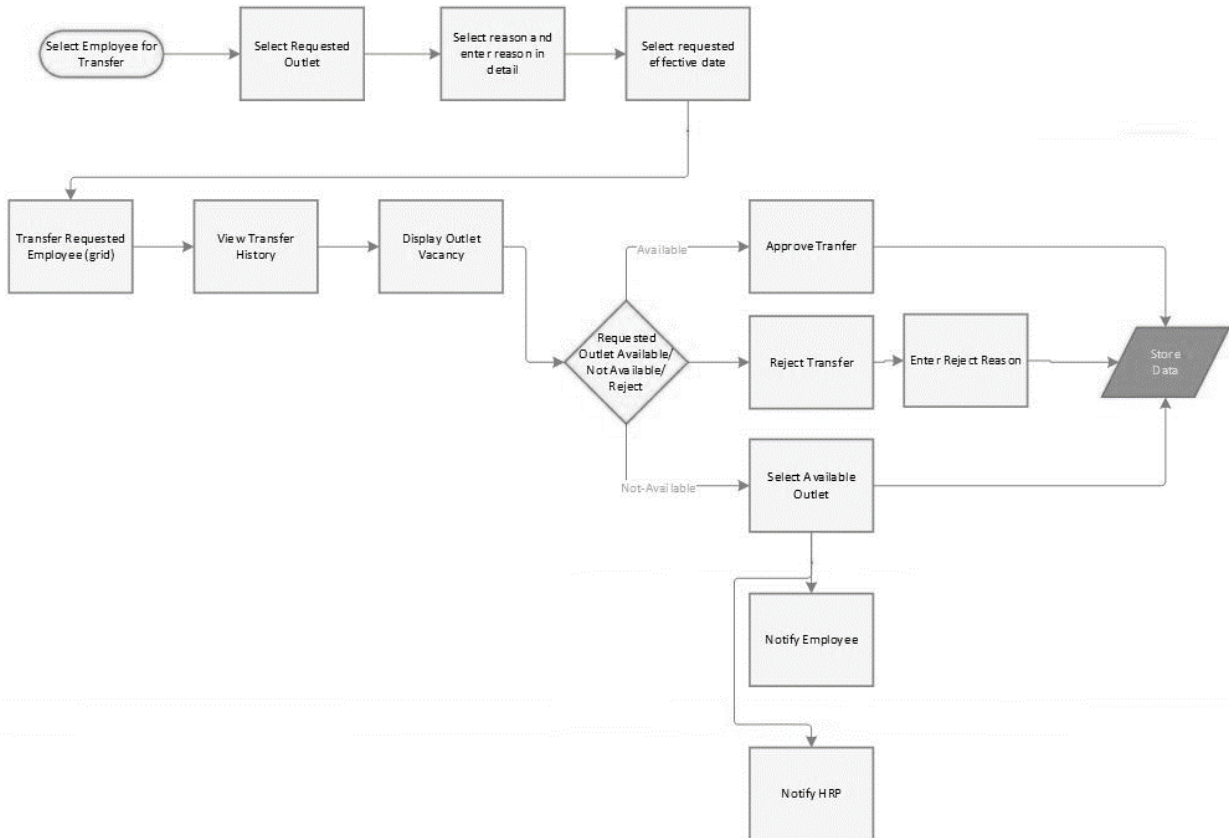 Select Employee for
Transfer
Select Requested
Outlet
Select reason and
enter reason in
detail
Select requested
effective date
Transfer Requested
Employee (grid)
View Transfer
History
Display Outlet
Vacancy
Requested
Outlet Available/
Not Available/
Reject
Available
Approve Tranfer
Reject Transfer
Enter Reject Reason
Store
Data
Not-Available
Select Available
Outlet
Notify Employee
Notify HRP